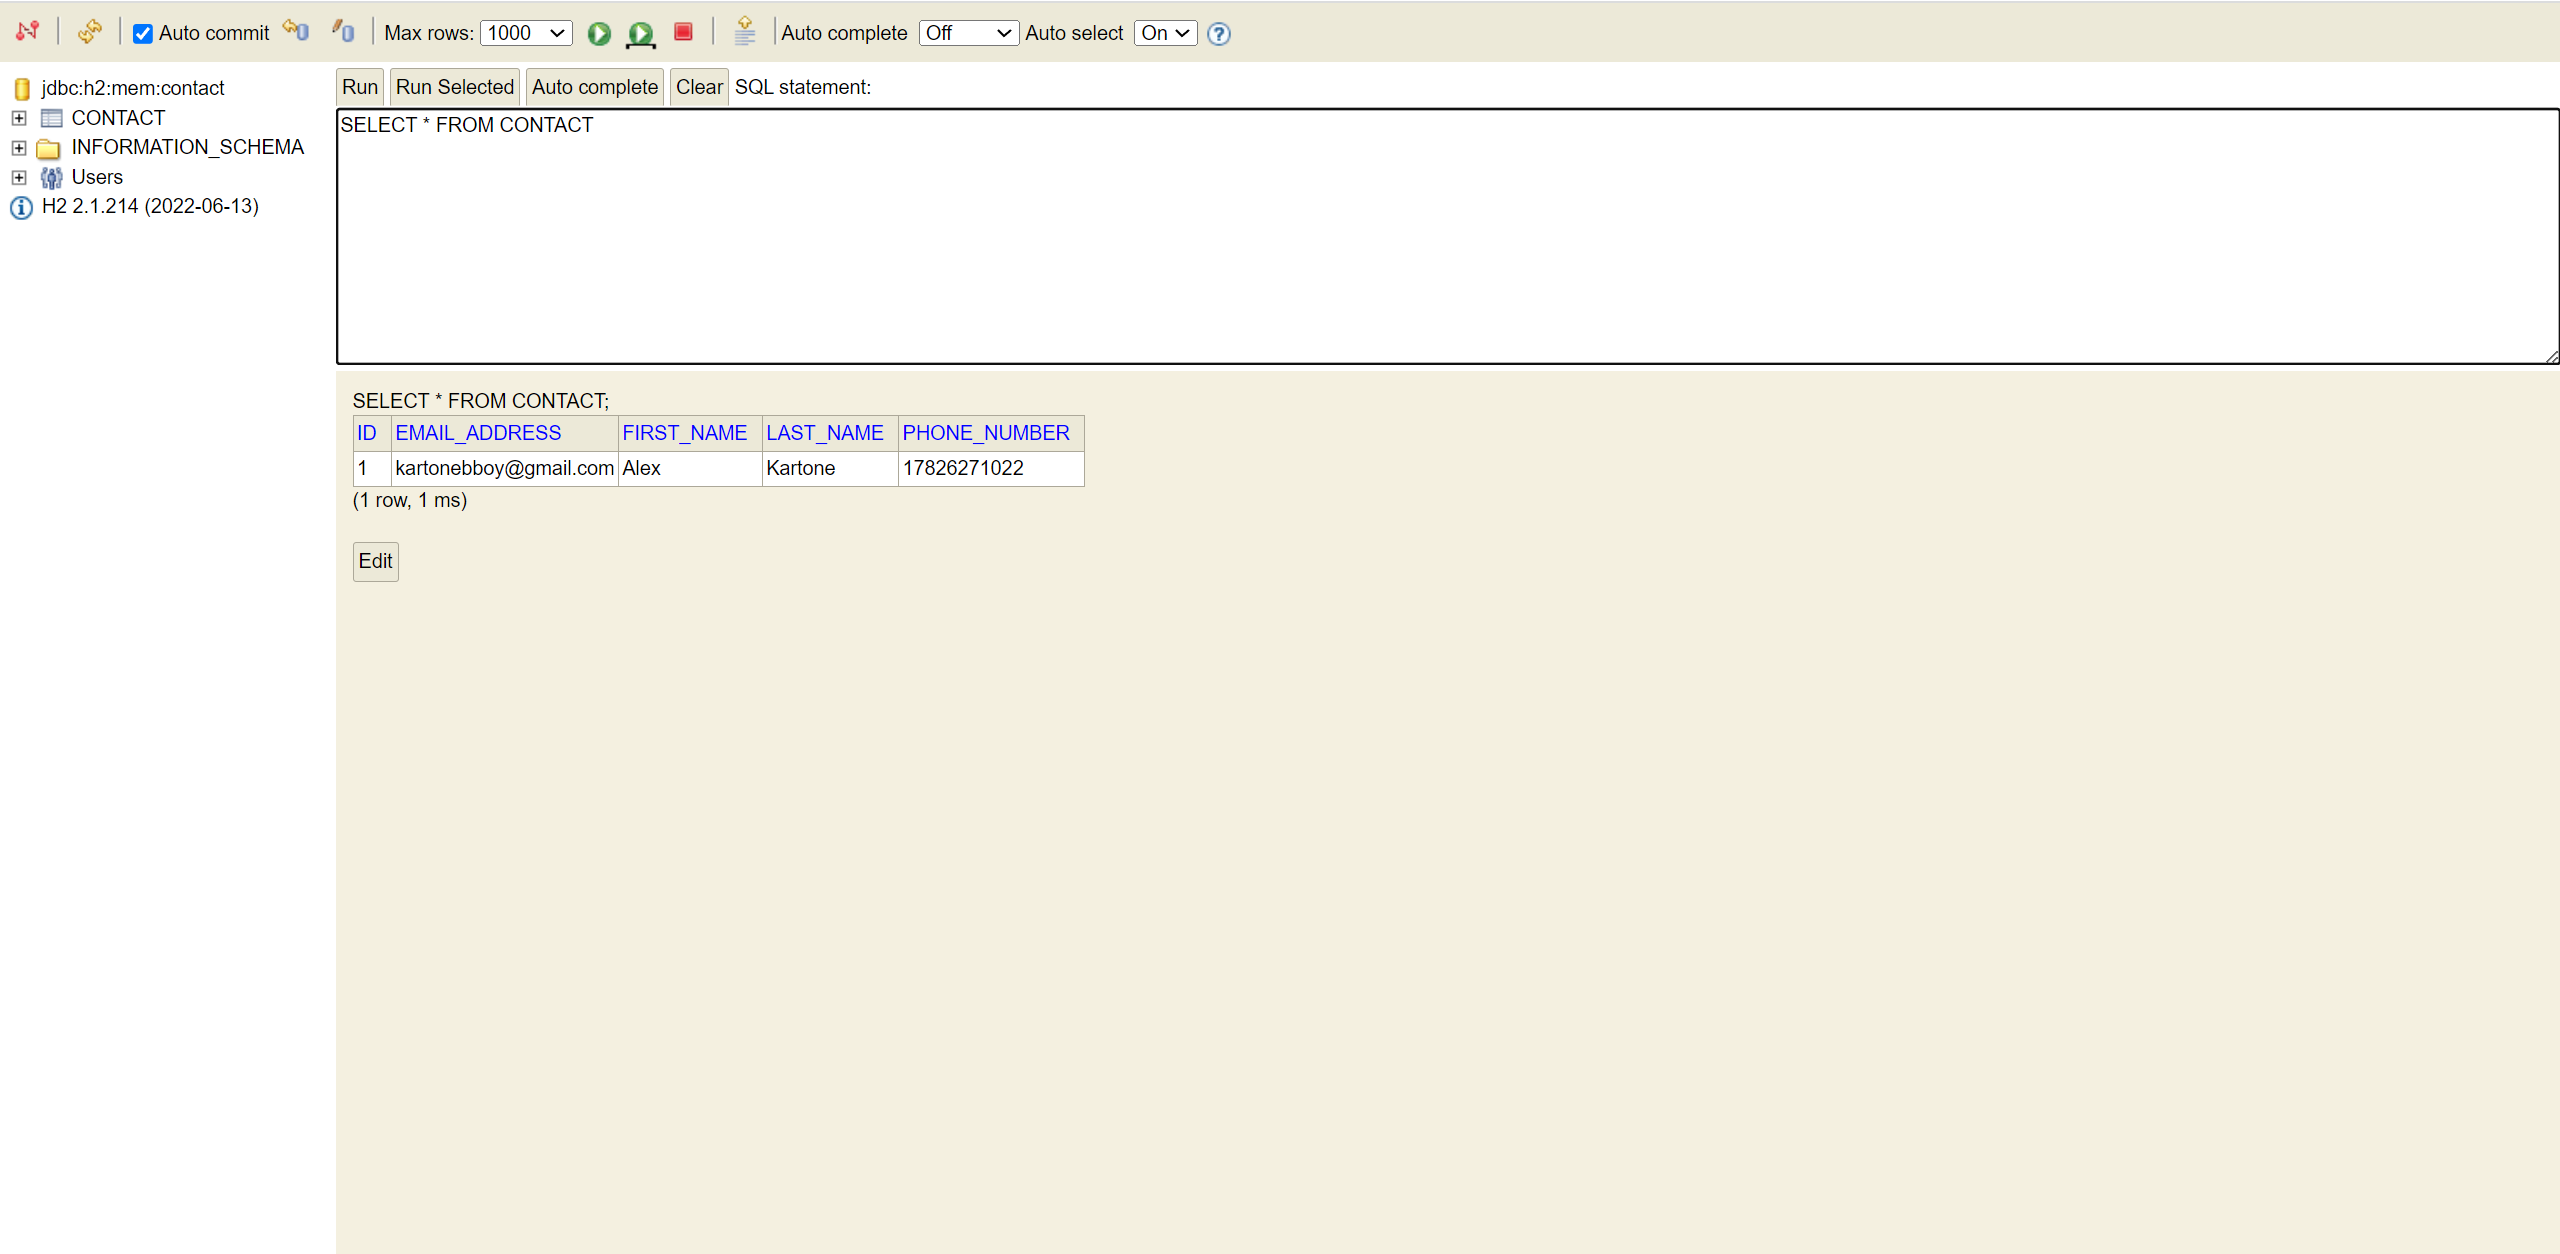 Auto commit Max rows: 1000 Auto complete Off Auto select On ?
jdbc:h2:mem:contact
CONTACT
INFORMATION_SCHEMA
Users
H2 2.1.214 (2022-06-13)
Run Run Selected Auto complete Clear SQL statement:
SELECT * FROM CONTACT
SELECT * FROM CONTACT;
ID EMAIL_ADDRESS FIRST_NAME LAST_NAME PHONE_NUMBER
1 kartonebboy@gmail.com Alex Kartone 17826271022
(1 row, 1 ms)
Edit